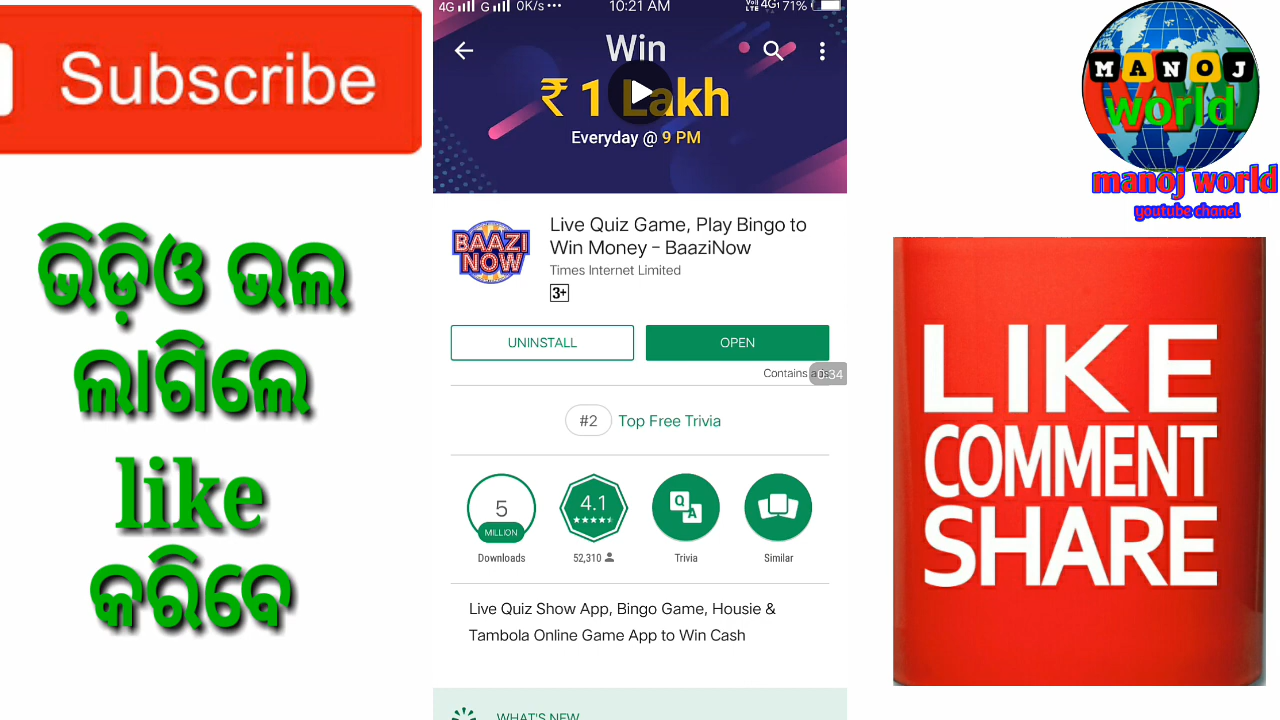 Subscribe
ଭିଡ଼ିଓ ଭଲ
ଲାଗିଲେ
like
କରିବେ
4G G 0K/s ••• 10:21 AM VoLTE 4G 71%
Win
₹ 1 Lakh
Everyday @ 9 PM
BAAZI
NOW
Live Quiz Game, Play Bingo to
Win Money – BaaziNow
Times Internet Limited
3+
UNINSTALL
OPEN
Contains
0:34
#2 Top Free Trivia
5
MILLION
Downloads
4.1
52,310
Q
A
Trivia
Similar
Live Quiz Show App, Bingo Game, Housie &
Tambola Online Game App to Win Cash
WHAT'S NEW
MANOJ
world
manoj world
youtube chanel
LIKE
COMMENT
SHARE